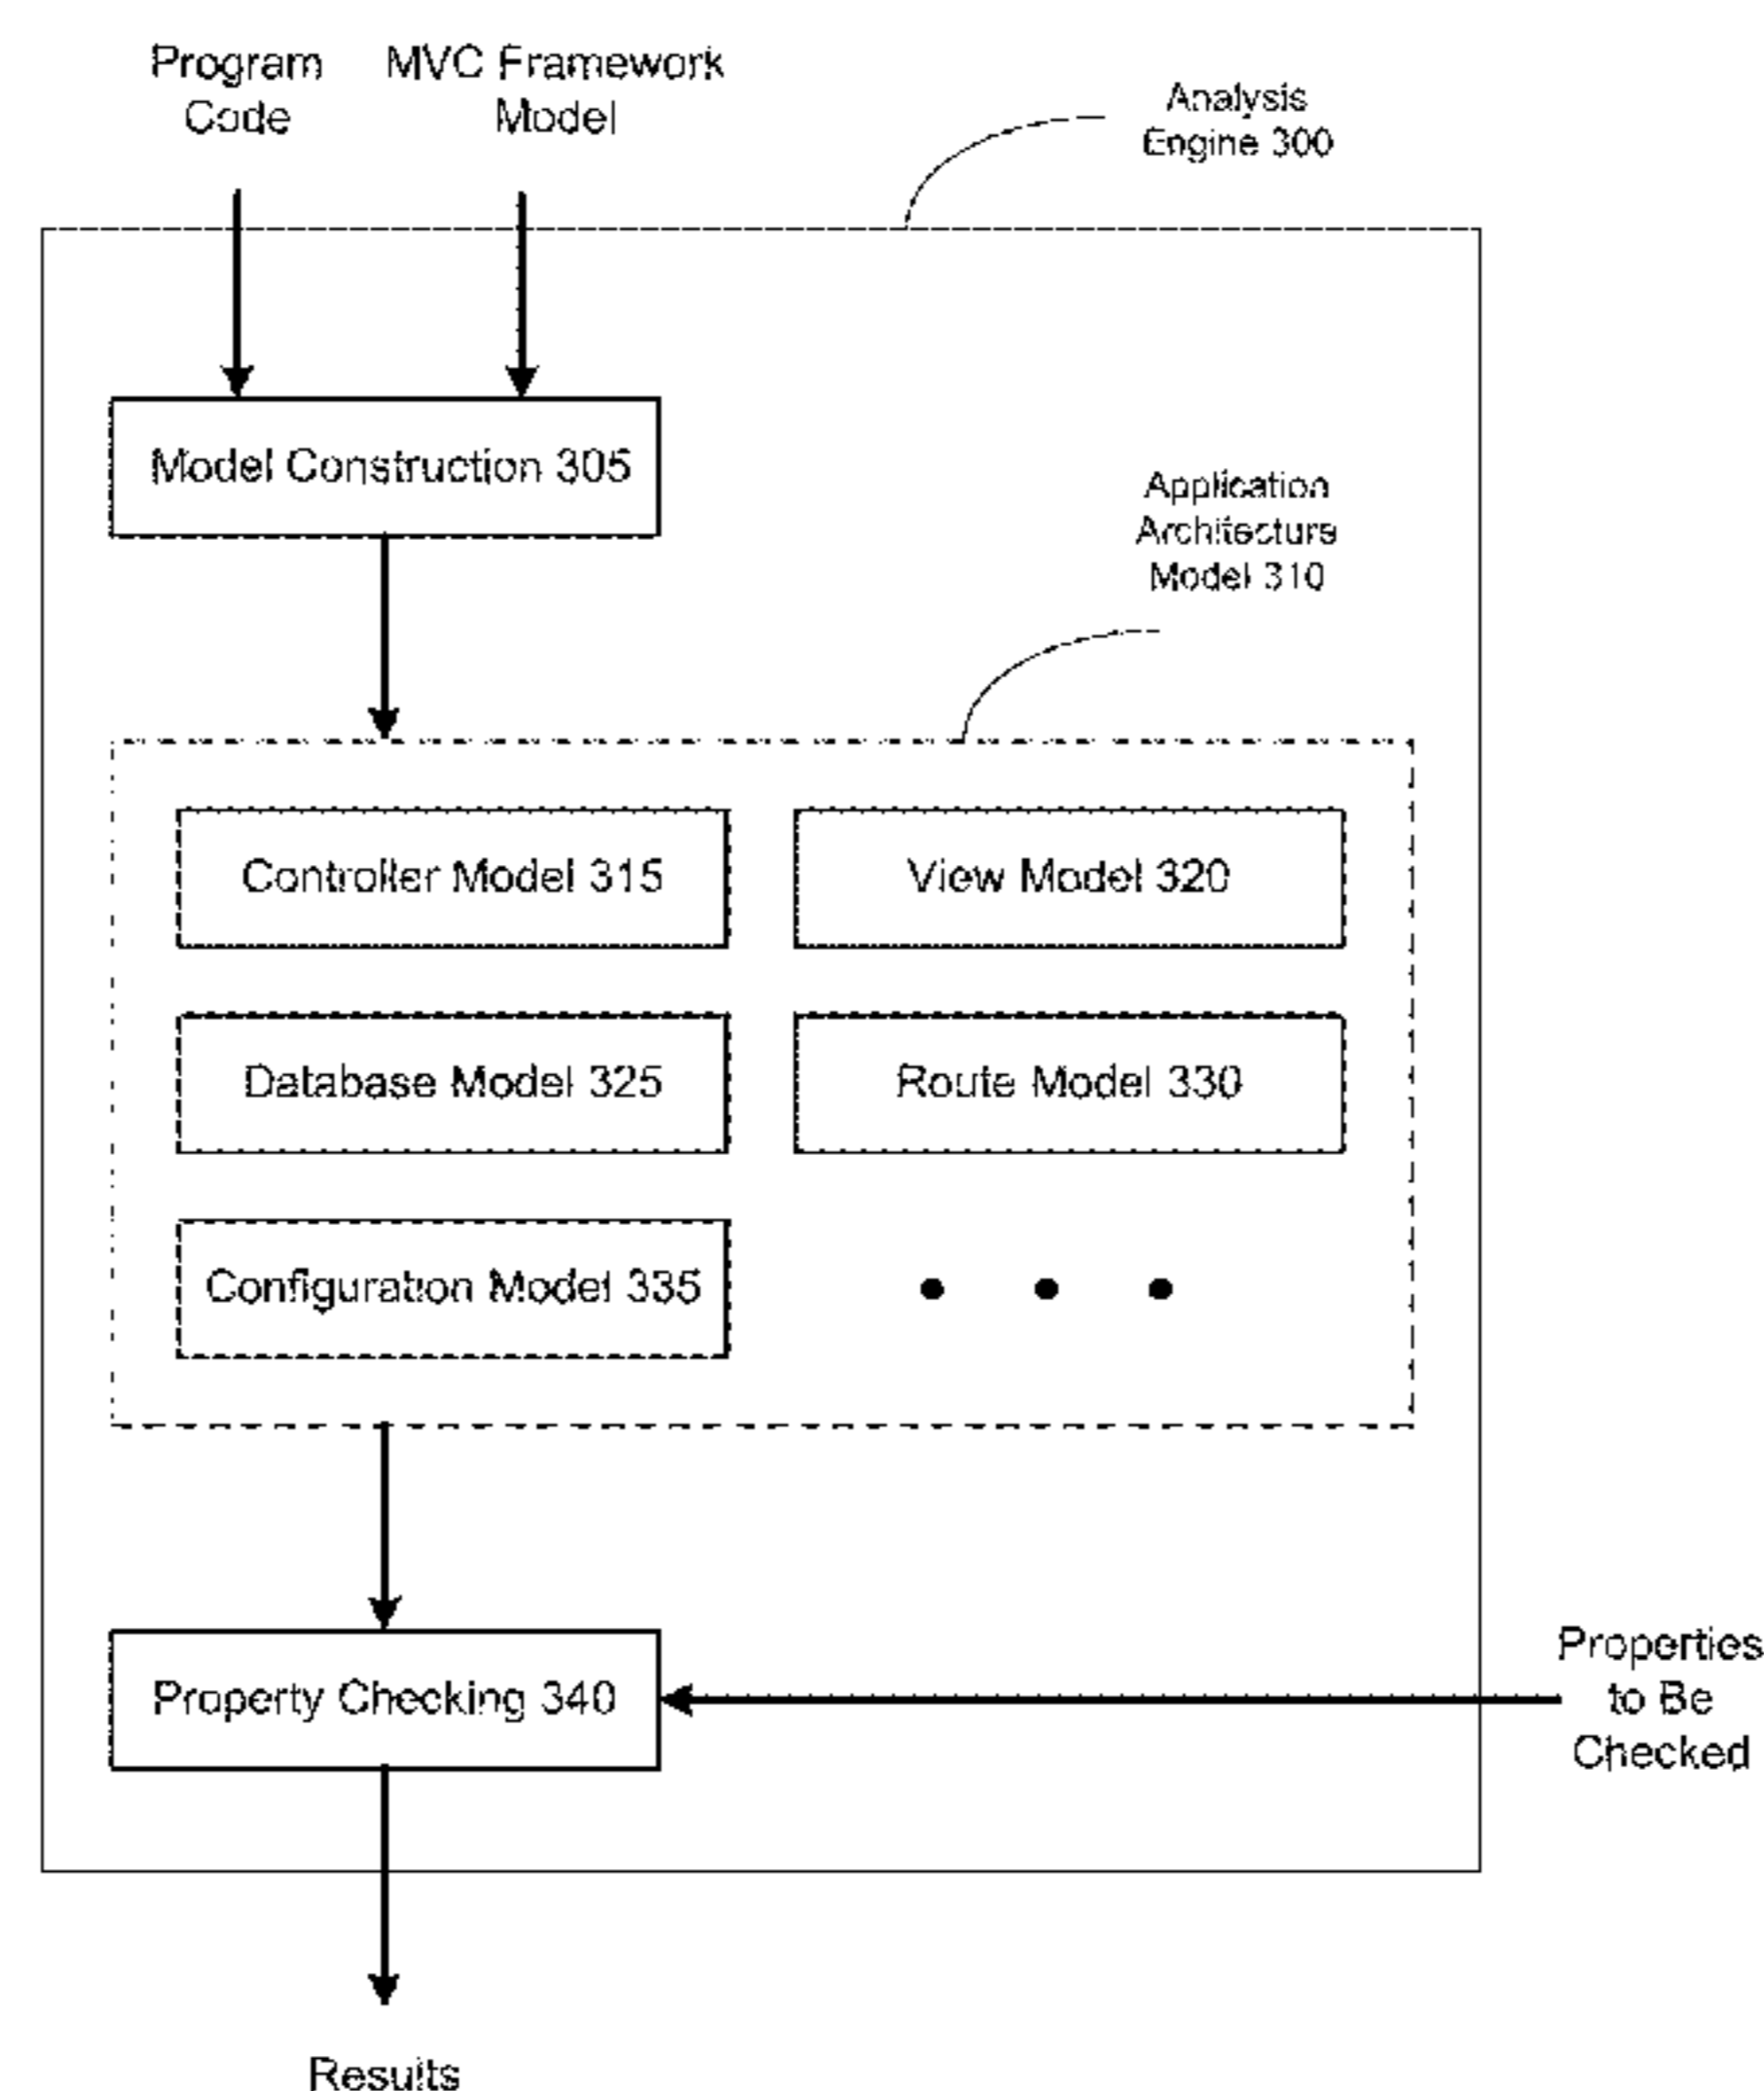 Program
Code
MVC Framework
Model
Analysis
Engine 300
Model Construction 305
Application
Architecture
Model 310
Controller Model 315
View Model 320
Database Model 325
Route Model 330
Configuration Model 335
Property Checking 340
Properties
to Be
Checked
Results